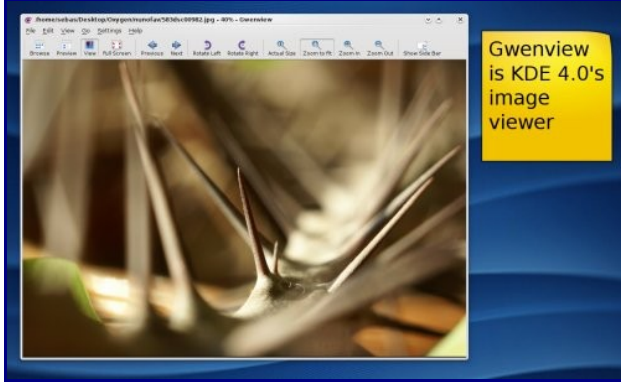 /home/sebas/Desktop/Oxygen/nunofav/583dsc00982.jpg - 40% - Gwenview
File Edit View Go Settings Help
Browse Preview View Full Screen Previous Next Rotate Left Rotate Right Actual Size Zoom to Fit Zoom In Zoom Out Show Side Bar
Gwenview
is KDE 4.0's
image
viewer